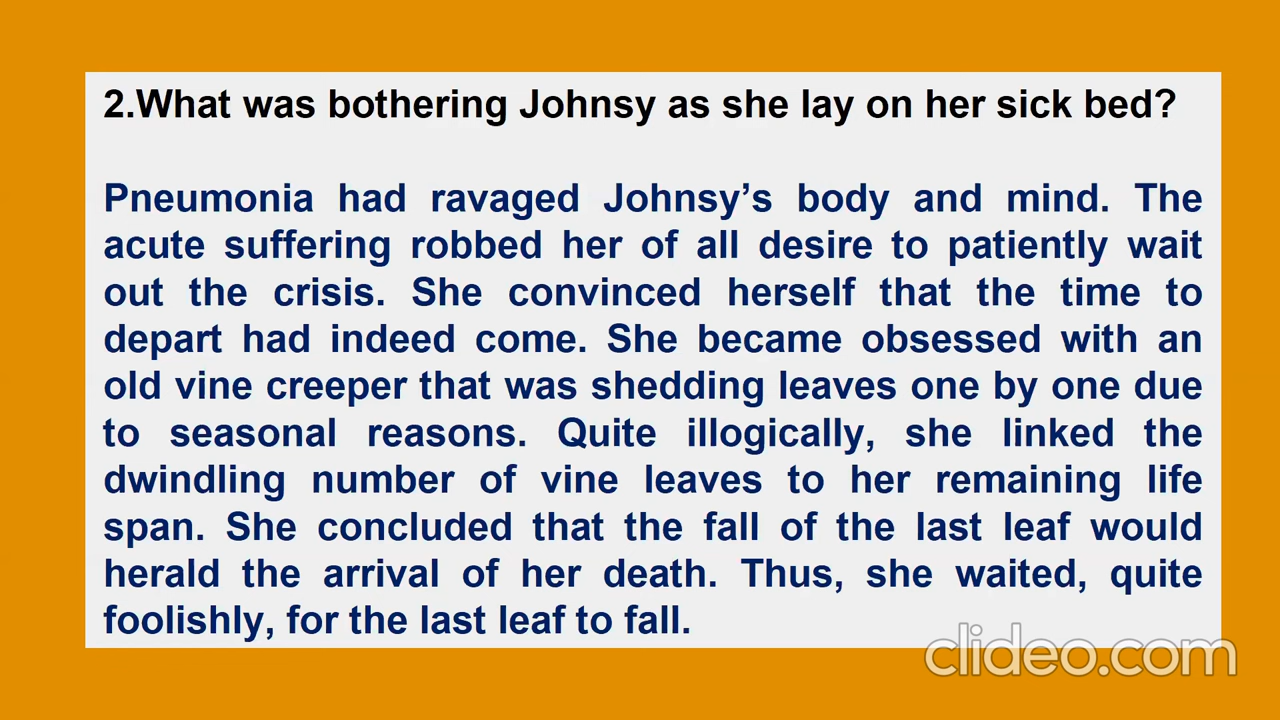 2.What was bothering Johnsy as she lay on her sick bed?
Pneumonia had ravaged Johnsy’s body and mind. The
acute suffering robbed her of all desire to patiently wait
out the crisis. She convinced herself that the time to
depart had indeed come. She became obsessed with an
old vine creeper that was shedding leaves one by one due
to seasonal reasons. Quite illogically, she linked the
dwindling number of vine leaves to her remaining life
span. She concluded that the fall of the last leaf would
herald the arrival of her death. Thus, she waited, quite
foolishly, for the last leaf to fall.
clideo.com